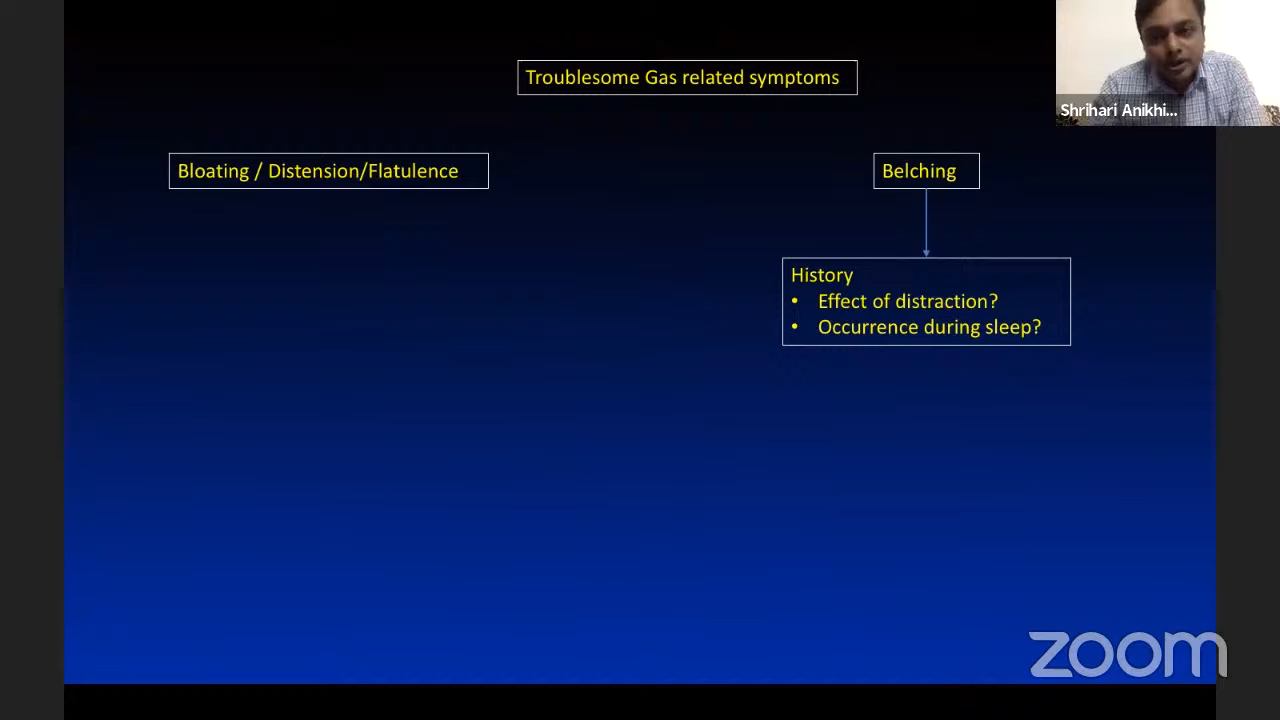 Troublesome Gas related symptoms
Shrihari Anikhi...
Bloating / Distension/Flatulence
Belching
History
• Effect of distraction?
• Occurrence during sleep?
zoom